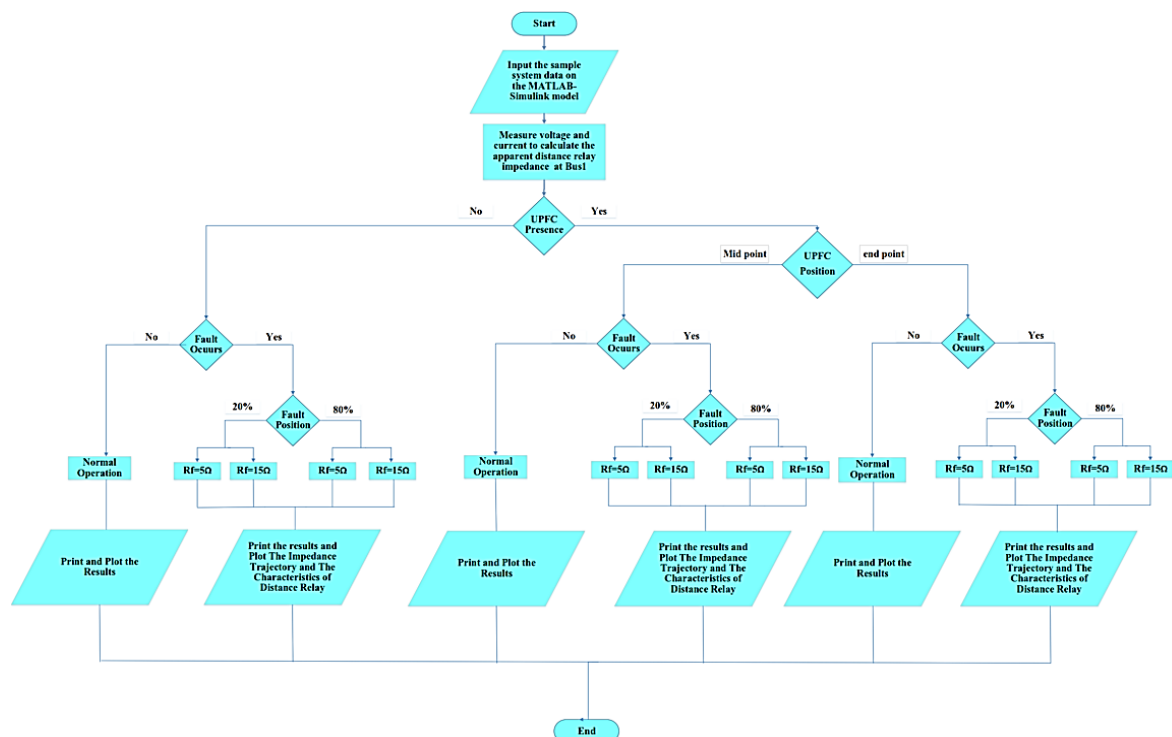 Start
Input the sample
system data on
the MATLAB-
Simulink model
Measure voltage and
current to calculate the
apparent distance relay
impedance at Bus1
No
Yes
UPFC
Presence
Mid point
UPFC
Position
end point
No
Fault
Ocuurs
Yes
No
Fault
Ocuurs
Yes
No
Fault
Ocuurs
Yes
20%
Fault
Position
80%
20%
Fault
Position
80%
20%
Fault
Position
80%
Normal
Operation
Rf=5Ω
Rf=15Ω
Rf=5Ω
Rf=15Ω
Normal
Operation
Rf=5Ω
Rf=15Ω
Rf=5Ω
Rf=15Ω
Normal
Operation
Rf=5Ω
Rf=15Ω
Rf=5Ω
Rf=15Ω
Print and Plot the
Results
Print the results and
Plot The Impedance
Trajectory and The
Characteristics of
Distance Relay
Print and Plot the
Results
Print the results and
Plot The Impedance
Trajectory and The
Characteristics of
Distance Relay
Print and Plot the
Results
Print the results and
Plot The Impedance
Trajectory and The
Characteristics of
Distance Relay
End